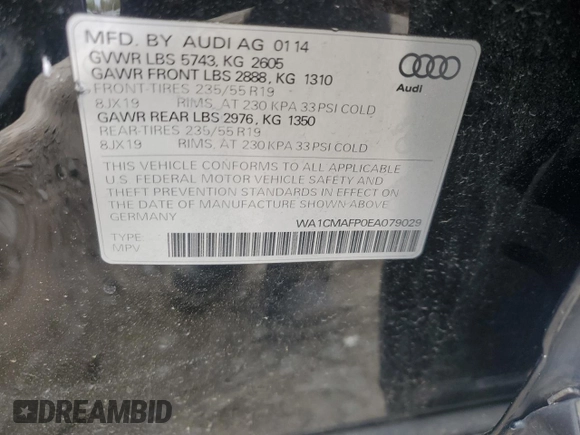 MFD. BY AUDI AG 01 14
GVWR LBS 5743, KG 2605
GAWR FRONT LBS 2888, KG 1310
FRONT-TIRES 235/55 R19
8JX19 RIMS, AT 230 KPA 33 PSI COLD
GAWR REAR LBS 2976, KG 1350
REAR-TIRES 235/55 R19
8JX19 RIMS, AT 230 KPA 33 PSI COLD
Audi
THIS VEHICLE CONFORMS TO ALL APPLICABLE
U.S. FEDERAL MOTOR VEHICLE SAFETY AND
THEFT PREVENTION STANDARDS IN EFFECT ON
THE DATE OF MANUFACTURE SHOWN ABOVE.
GERMANY
WA1CMAFP0EA079029
TYPE:
MPV
DREAMBID